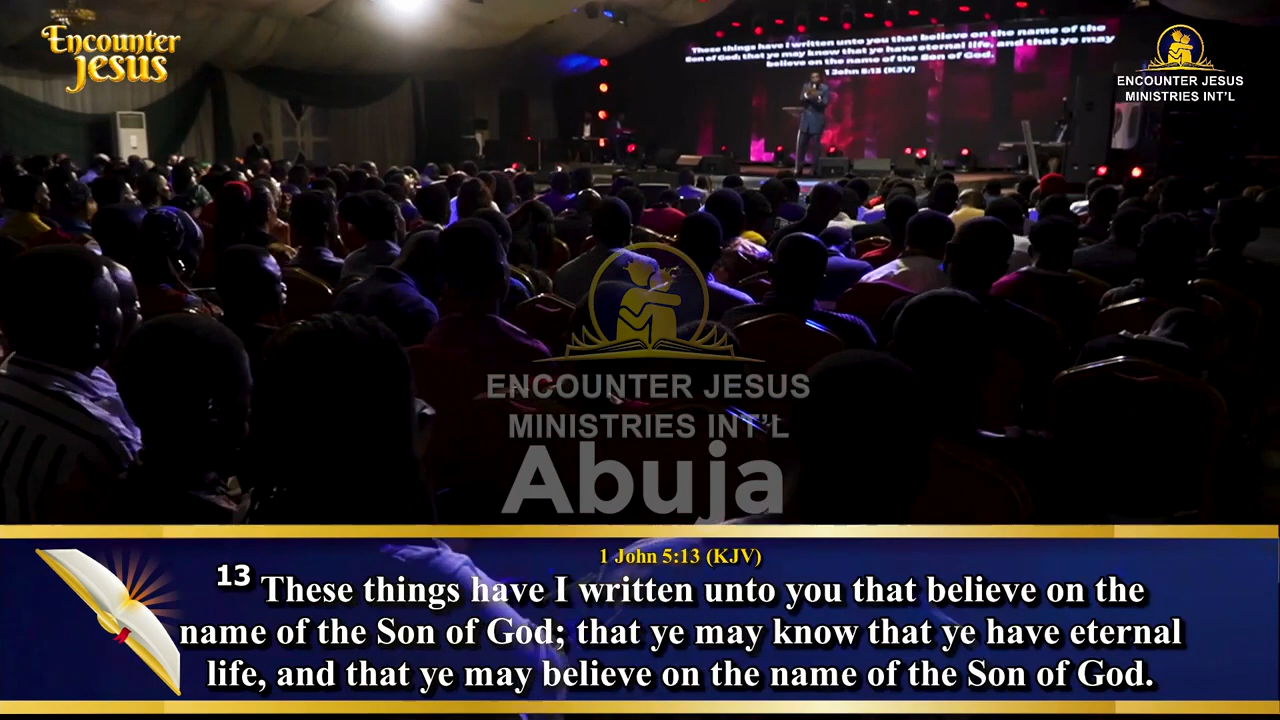 Encounter
Jesus
These things have I written unto you that believe on the name of the
Son of God; that ye may know that ye have eternal life, and that ye may
believe on the name of the Son of God.
1 John 5:13 (KJV)
ENCOUNTER JESUS
MINISTRIES INT'L
ENCOUNTER JESUS
MINISTRIES INT'L
Abuja
1 John 5:13 (KJV)
13 These things have I written unto you that believe on the
name of the Son of God; that ye may know that ye have eternal
life, and that ye may believe on the name of the Son of God.